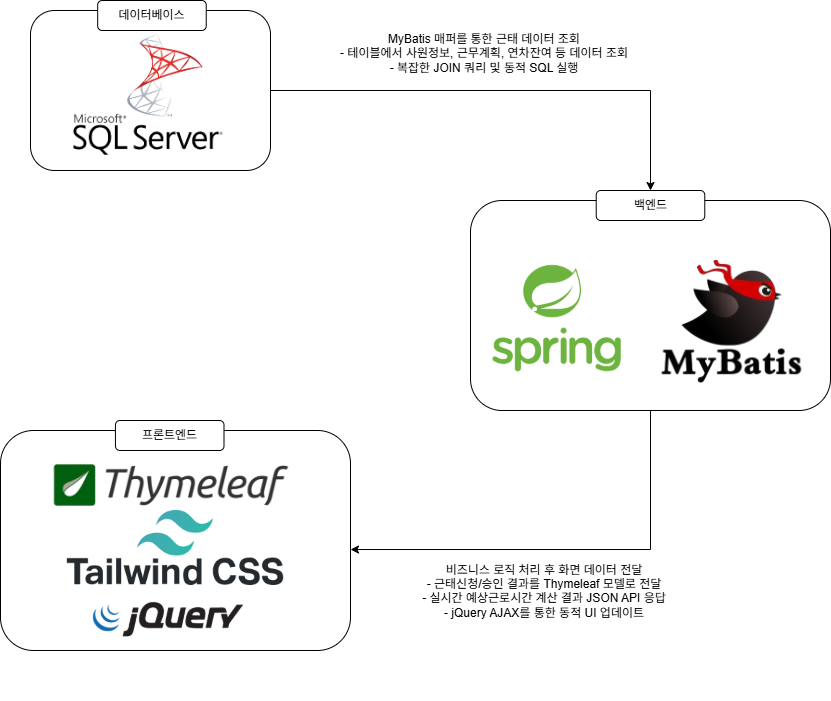 데이터베이스
Microsoft®
SQL Server®
MyBatis 매퍼를 통한 근태 데이터 조회
- 테이블에서 사원정보, 근무계획, 연차잔여 등 데이터 조회
- 복잡한 JOIN 쿼리 및 동적 SQL 실행
백엔드
spring
MyBatis
프론트엔드
Thymeleaf
Tailwind CSS
jQuery
비즈니스 로직 처리 후 화면 데이터 전달
- 근태신청/승인 결과를 Thymeleaf 모델로 전달
- 실시간 예상근로시간 계산 결과 JSON API 응답
- jQuery AJAX를 통한 동적 UI 업데이트